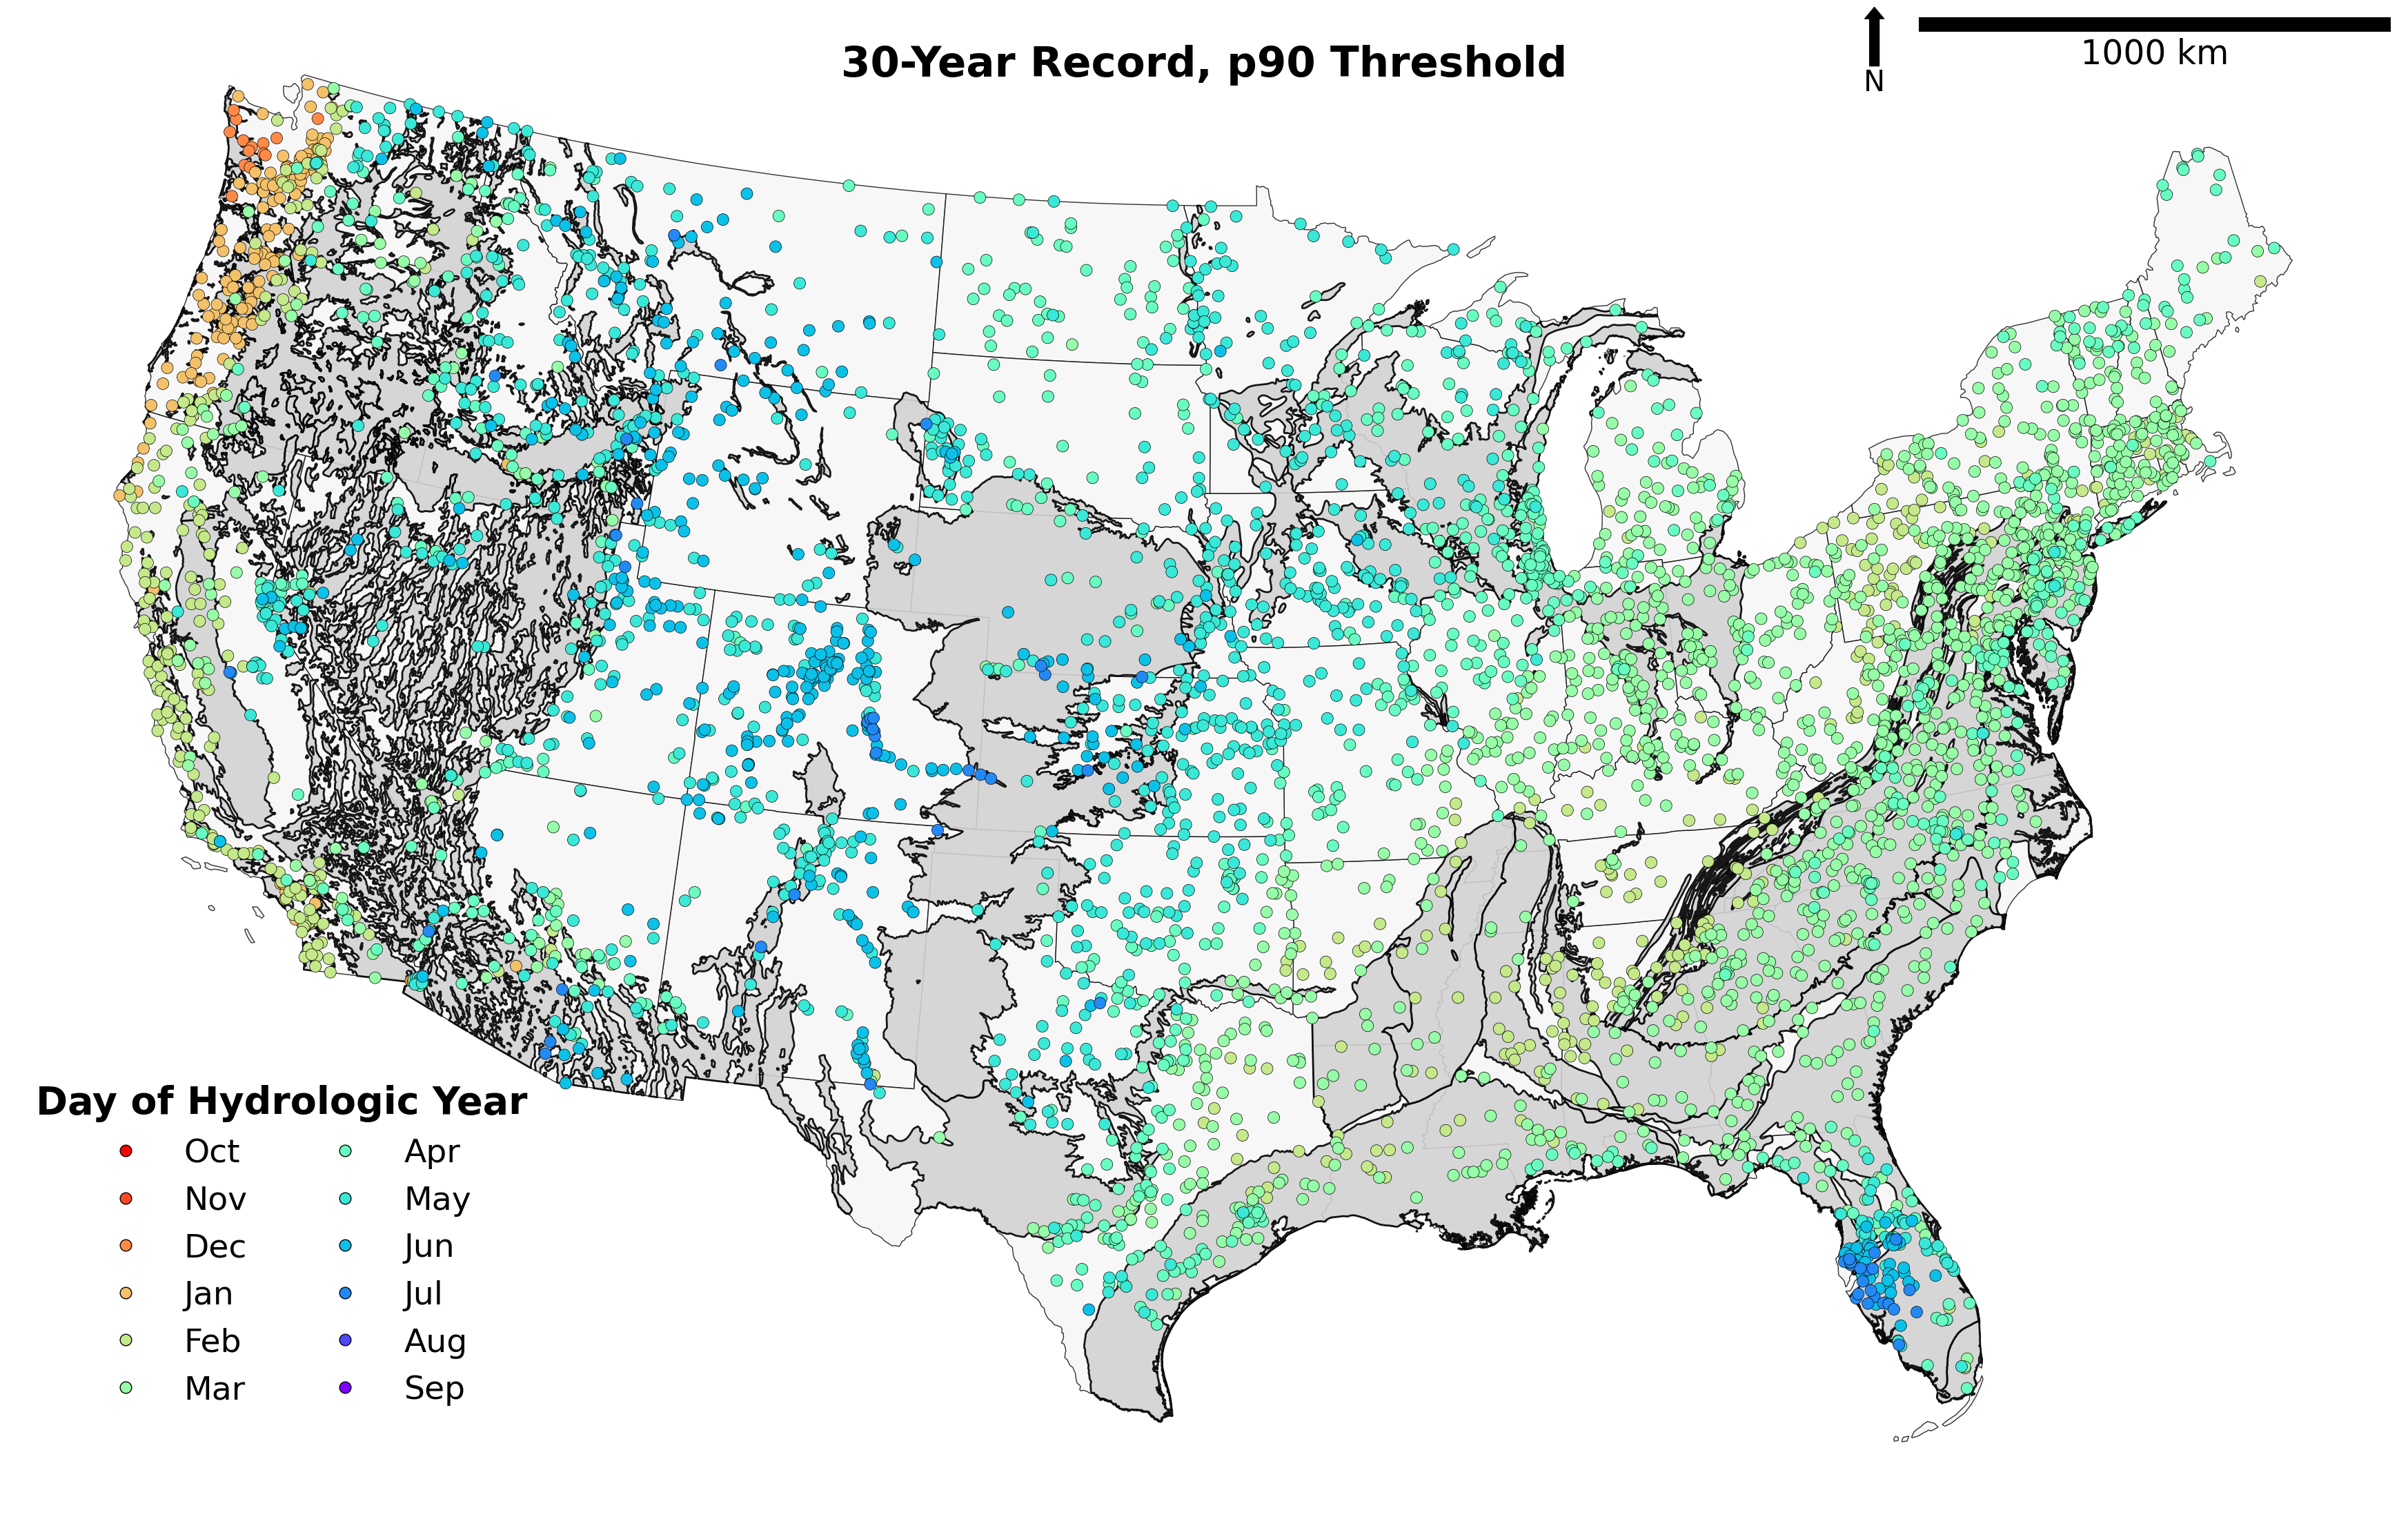 30-Year Record, p90 Threshold
N
1000 km
Day of Hydrologic Year
Oct
Nov
Dec
Jan
Feb
Mar
Apr
May
Jun
Jul
Aug
Sep